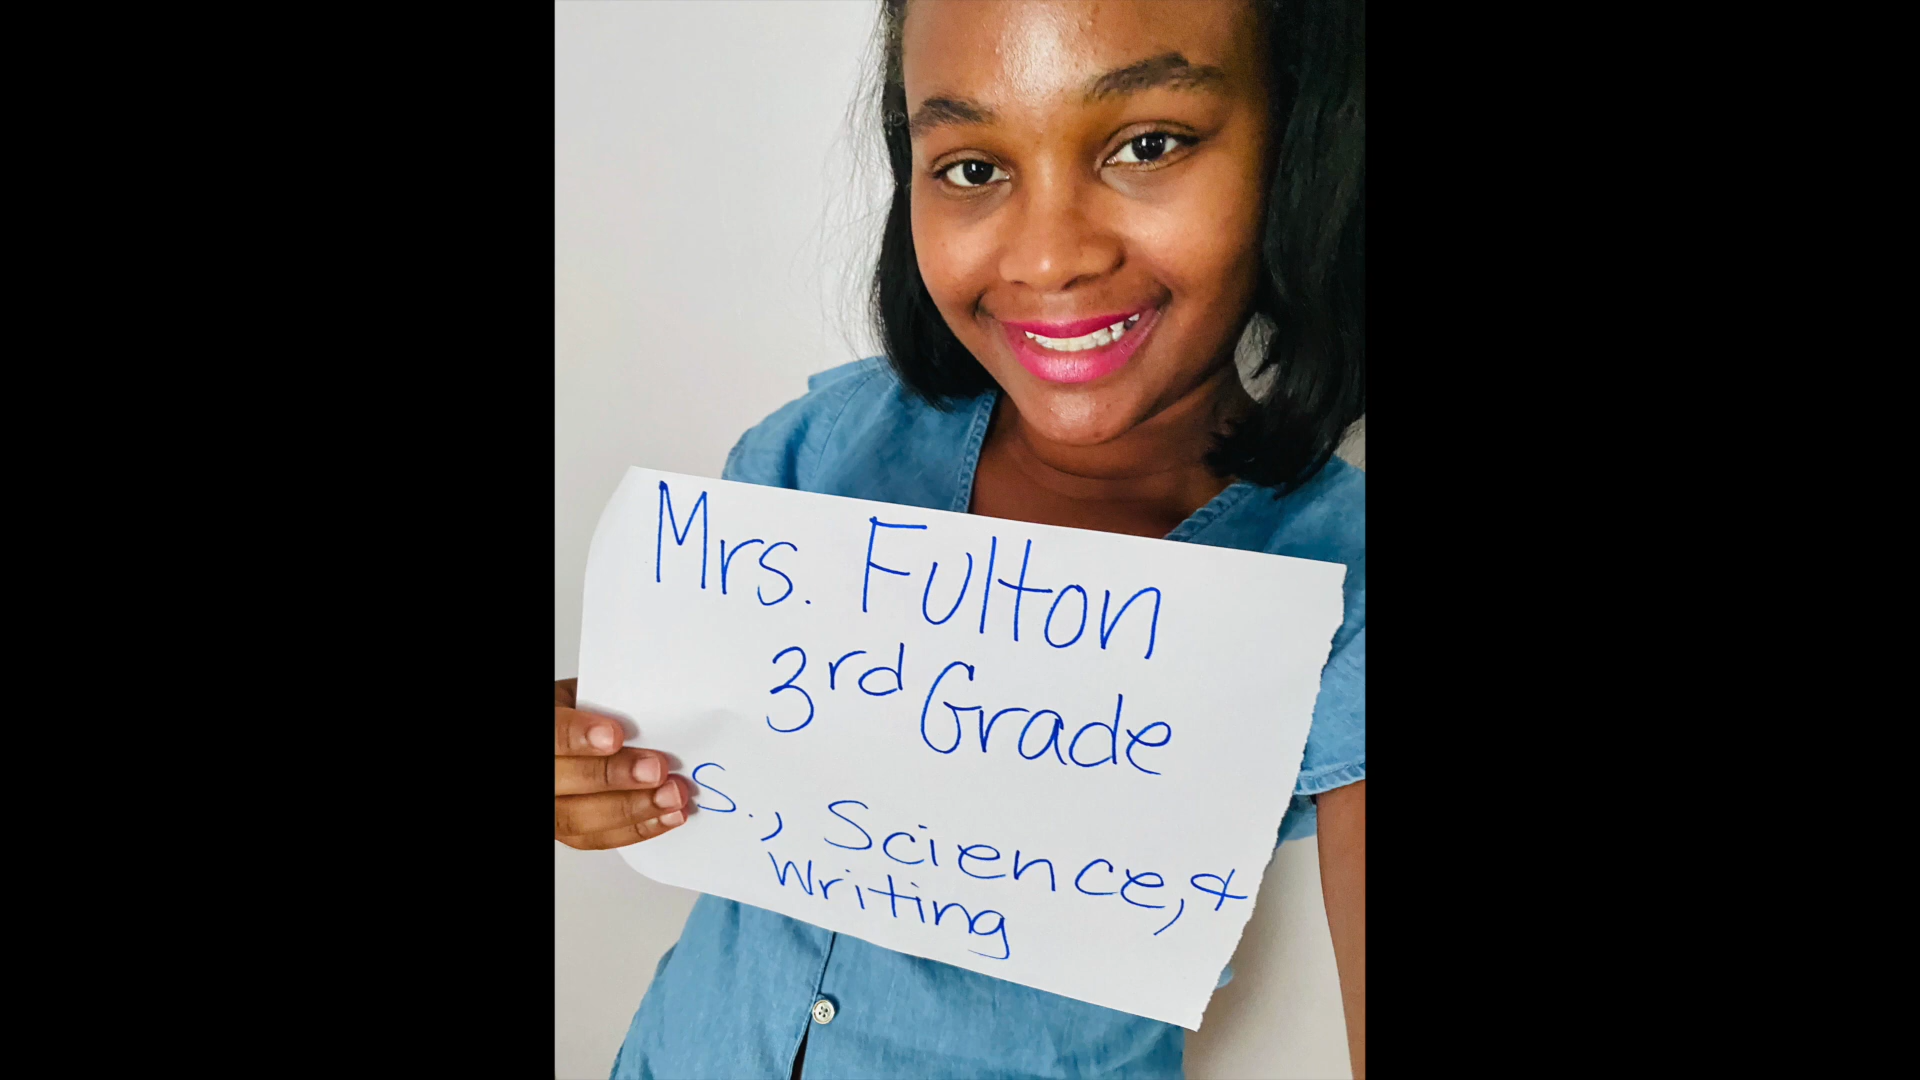 Mrs. Fulton
3rd Grade
S., Science, &
Writing